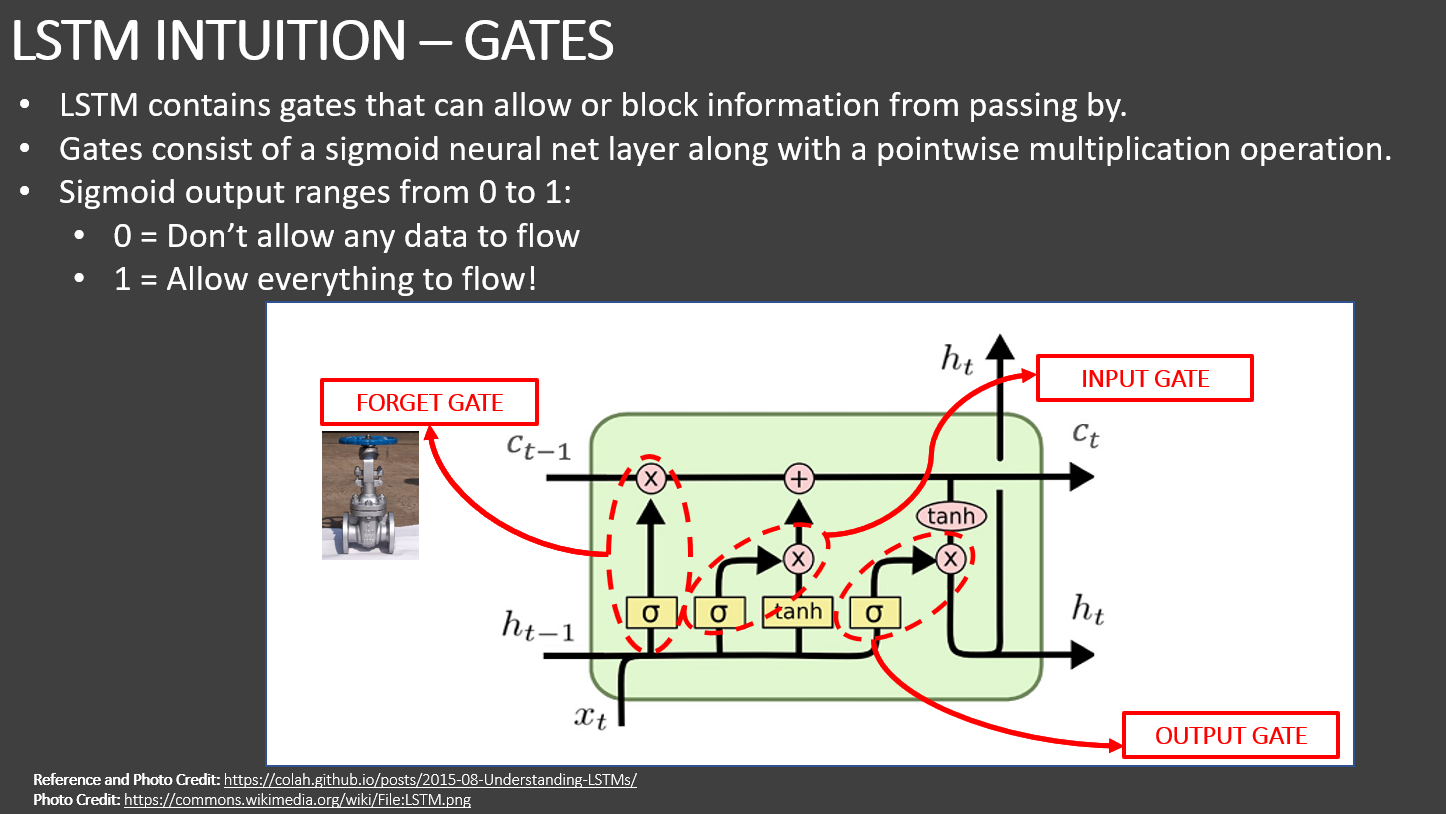 LSTM INTUITION – GATES
• LSTM contains gates that can allow or block information from passing by.
• Gates consist of a sigmoid neural net layer along with a pointwise multiplication operation.
• Sigmoid output ranges from 0 to 1:
• 0 = Don’t allow any data to flow
• 1 = Allow everything to flow!
h_t
INPUT GATE
FORGET GATE
c_{t−1}
c_t
x
+
tanh
x
x
σ
σ
tanh
σ
h_{t−1}
h_t
x_t
OUTPUT GATE
Reference and Photo Credit: https://colah.github.io/posts/2015-08-Understanding-LSTMs/
Photo Credit: https://commons.wikimedia.org/wiki/File:LSTM.png